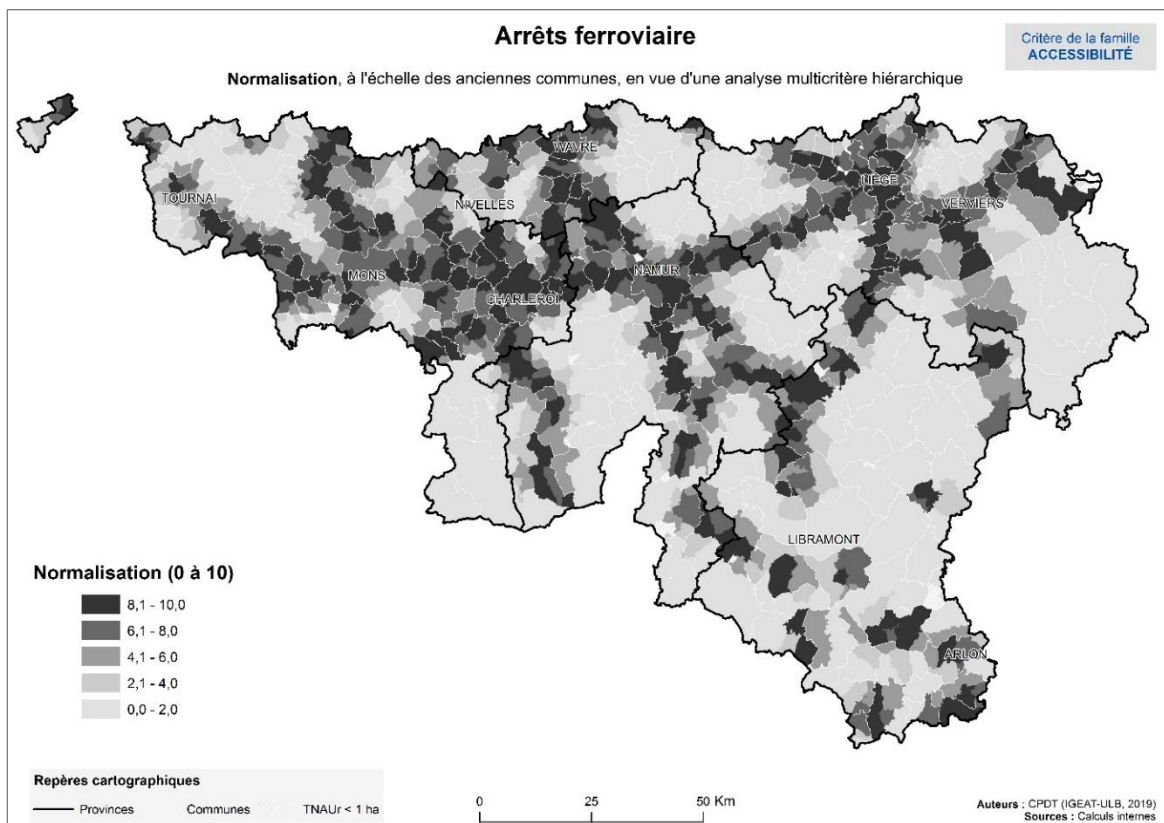 Arrêts ferroviaire
Critère de la famille
ACCESSIBILITÉ
Normalisation, à l'échelle des anciennes communes, en vue d'une analyse multicritère hiérarchique
WAVRE
TOURNAI
NIVELLES
LIEGE
VERVIERS
MONS
NAMUR
CHARLEROI
LIBRAMONT
ARLON
Normalisation (0 à 10)
8,1 - 10,0
6,1 - 8,0
4,1 - 6,0
2,1 - 4,0
0,0 - 2,0
Repères cartographiques
Provinces Communes TNAUr < 1 ha
0 25 50 Km
Auteurs : CPDT (IGEAT-ULB, 2019)
Sources : Calculs internes